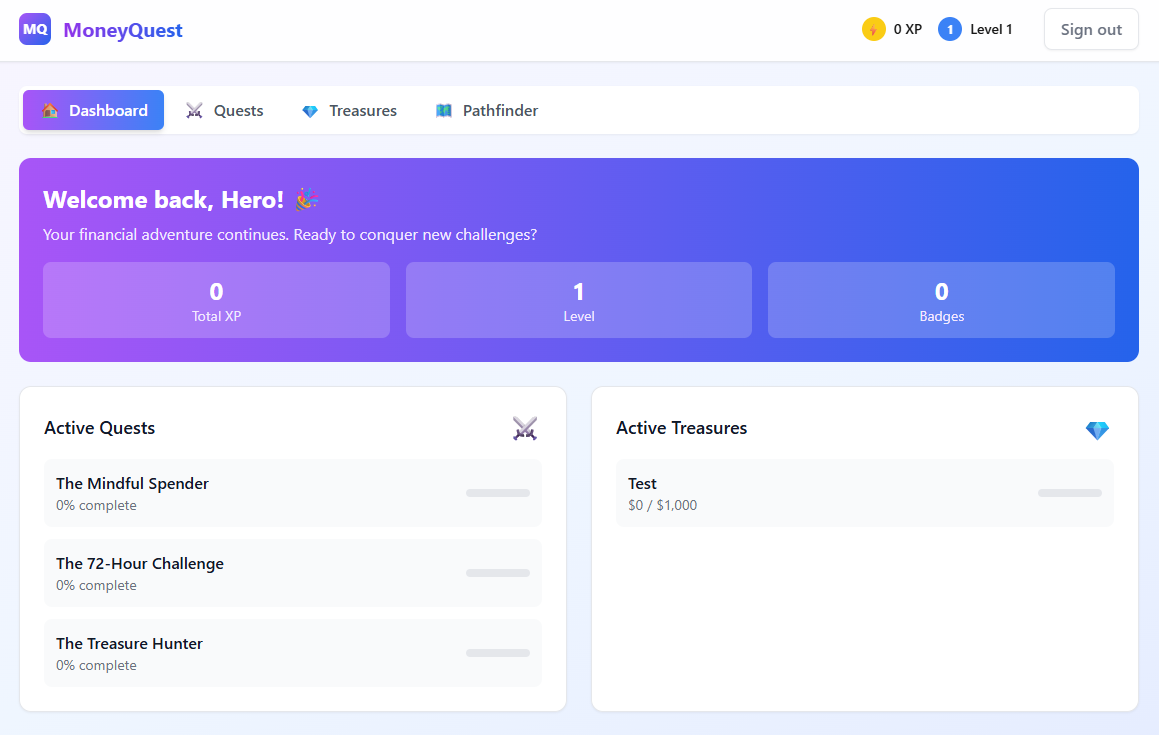 MQ MoneyQuest
0 XP 1 Level 1 Sign out
Dashboard Quests Treasures Pathfinder
Welcome back, Hero! 🎉
Your financial adventure continues. Ready to conquer new challenges?
0
Total XP
1
Level
0
Badges
Active Quests
The Mindful Spender
0% complete
The 72-Hour Challenge
0% complete
The Treasure Hunter
0% complete
Active Treasures
Test
$0 / $1,000